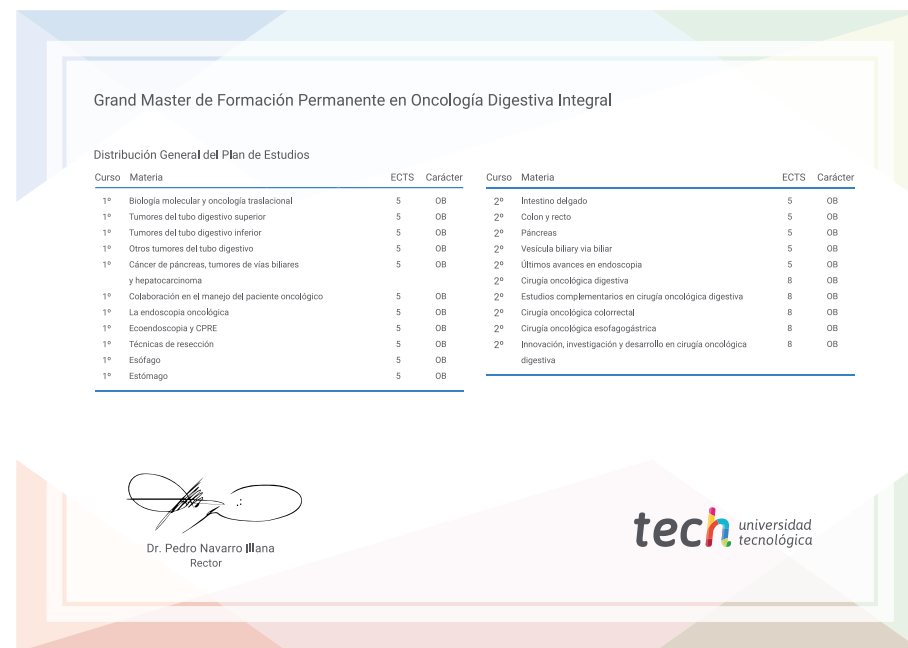 Grand Master de Formación Permanente en Oncología Digestiva Integral
Distribución General del Plan de Estudios
Curso Materia ECTS Carácter
1º Biología molecular y oncología traslacional 5 OB
1º Tumores del tubo digestivo superior 5 OB
1º Tumores del tubo digestivo inferior 5 OB
1º Otros tumores del tubo digestivo 5 OB
1º Cáncer de páncreas, tumores de vías biliares 5 OB
y hepatocarcinoma
1º Colaboración en el manejo del paciente oncológico 5 OB
1º La endoscopia oncológica 5 OB
1º Ecoendoscopia y CPRE 5 OB
1º Técnicas de resección 5 OB
1º Esófago 5 OB
1º Estómago 5 OB
Curso Materia ECTS Carácter
2º Intestino delgado 5 OB
2º Colon y recto 5 OB
2º Páncreas 5 OB
2º Vesícula biliary via biliar 5 OB
2º Últimos avances en endoscopia 5 OB
2º Cirugía oncológica digestiva 8 OB
2º Estudios complementarios en cirugía oncológica digestiva 8 OB
2º Cirugía oncológica colorrectal 8 OB
2º Cirugía oncológica esofagogástrica 8 OB
2º Innovación, investigación y desarrollo en cirugía oncológica 8 OB
digestiva
Dr. Pedro Navarro Illana
Rector
tech universidad
tecnológica